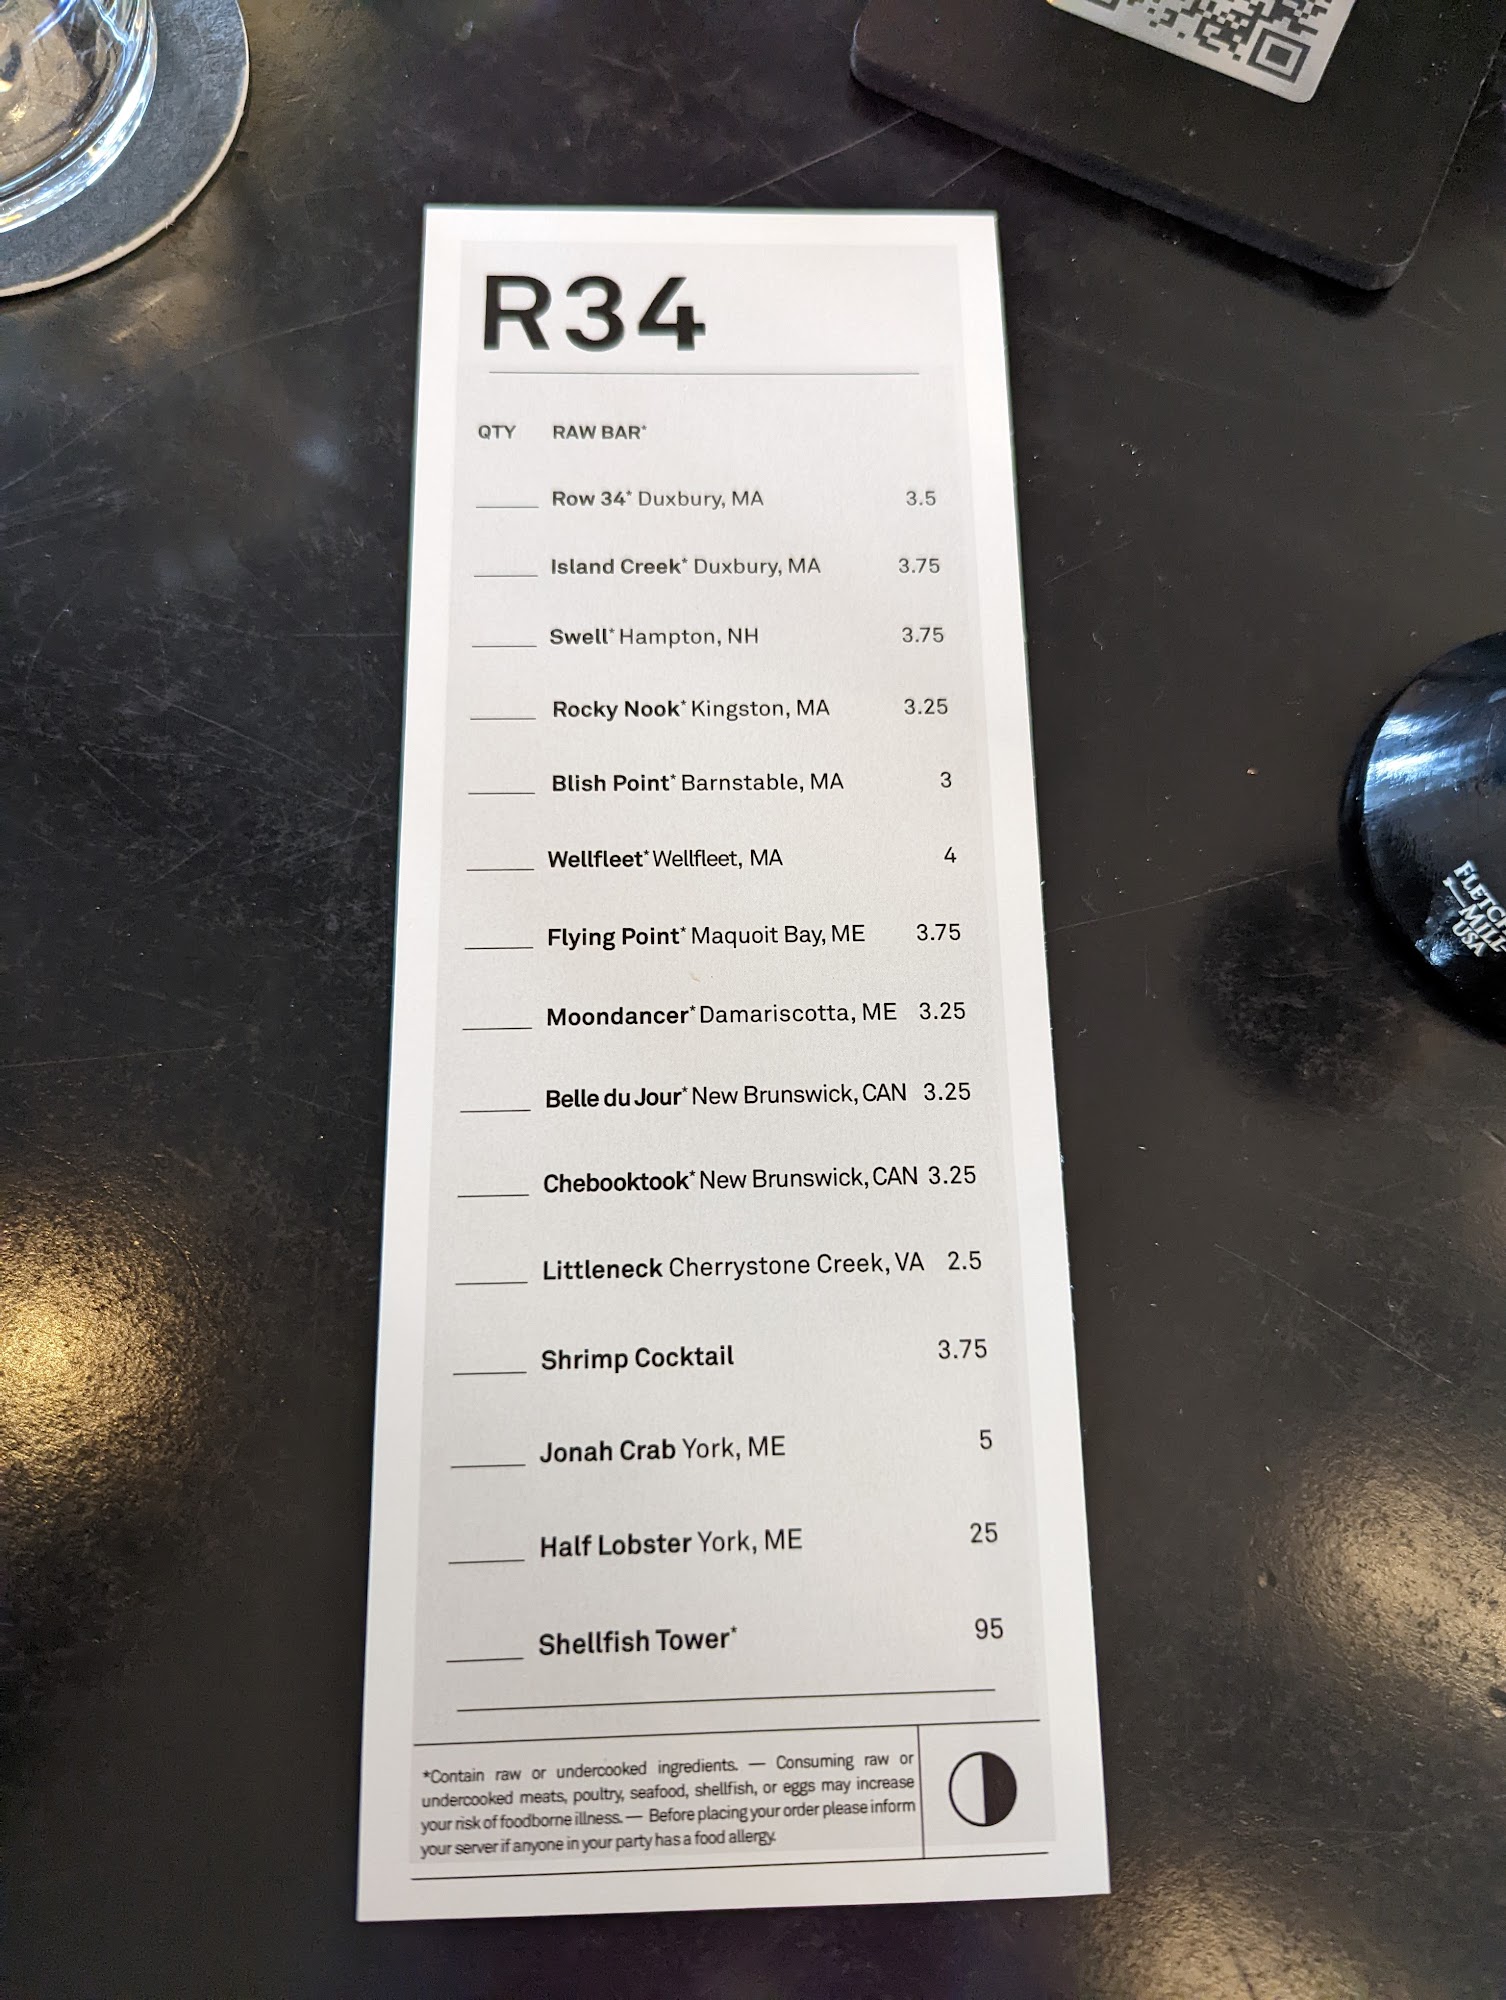 R34
QTY RAW BAR*
Row 34* Duxbury, MA 3.5
Island Creek* Duxbury, MA 3.75
Swell* Hampton, NH 3.75
Rocky Nook* Kingston, MA 3.25
Blish Point* Barnstable, MA 3
Wellfleet* Wellfleet, MA 4
Flying Point* Maquoit Bay, ME 3.75
Moondancer* Damariscotta, ME 3.25
Belle du Jour* New Brunswick, CAN 3.25
Chebooktook* New Brunswick, CAN 3.25
Littleneck Cherrystone Creek, VA 2.5
Shrimp Cocktail 3.75
Jonah Crab York, ME 5
Half Lobster York, ME 25
Shellfish Tower* 95
*Contain raw or undercooked ingredients. — Consuming raw or
undercooked meats, poultry, seafood, shellfish, or eggs may increase
your risk of foodborne illness. — Before placing your order please inform
your server if anyone in your party has a food allergy.
USA